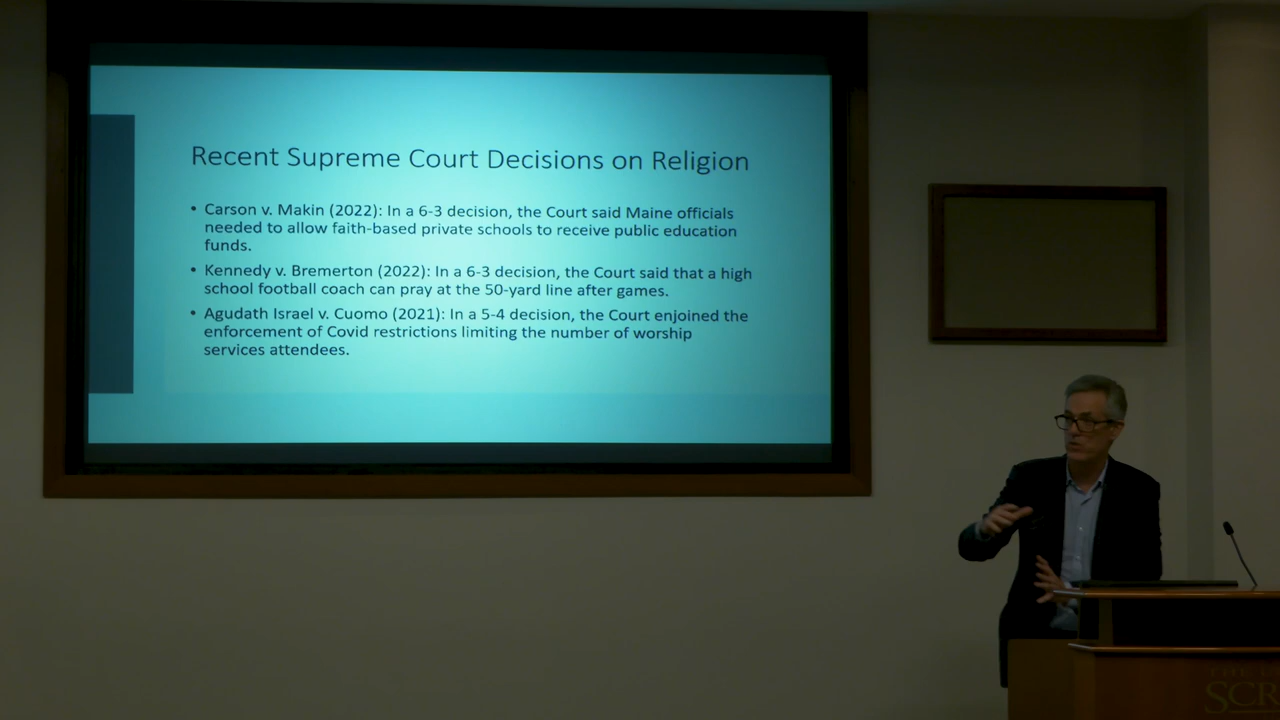 Recent Supreme Court Decisions on Religion
• Carson v. Makin (2022): In a 6-3 decision, the Court said Maine officials
needed to allow faith-based private schools to receive public education
funds.
• Kennedy v. Bremerton (2022): In a 6-3 decision, the Court said that a high
school football coach can pray at the 50-yard line after games.
• Agudath Israel v. Cuomo (2021): In a 5-4 decision, the Court enjoined the
enforcement of Covid restrictions limiting the number of worship
services attendees.